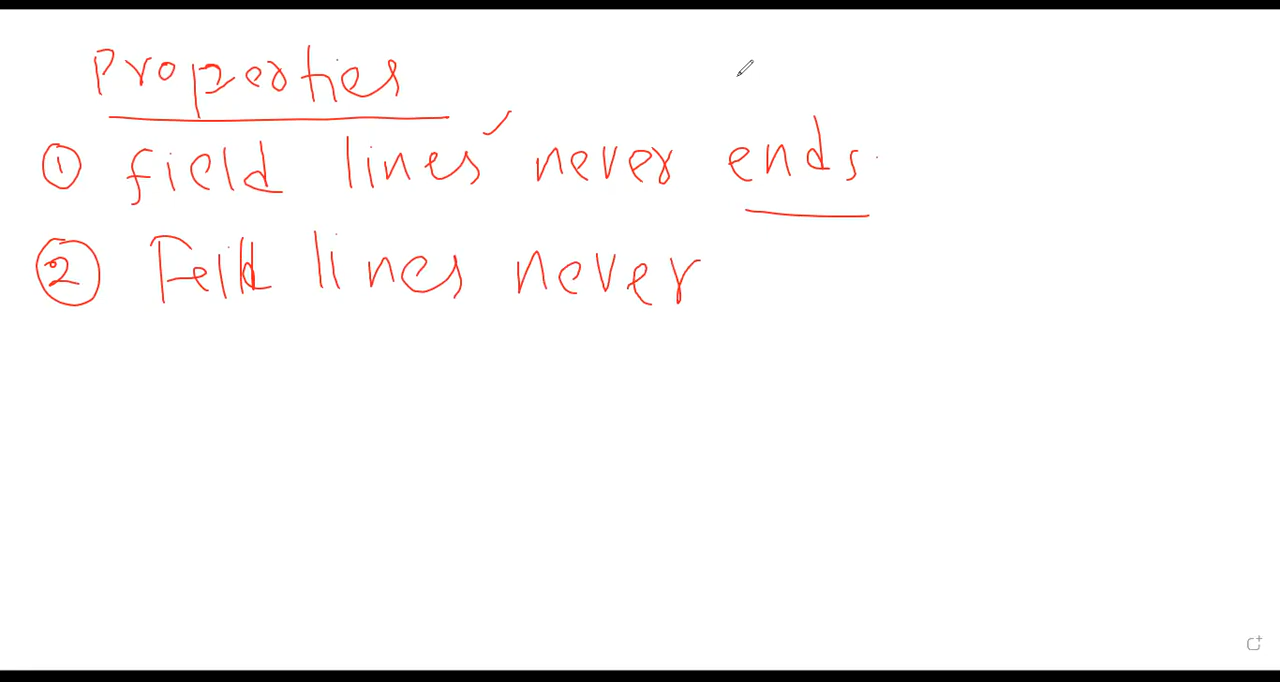 Properties
① field lines never ends.
② Feild lines never